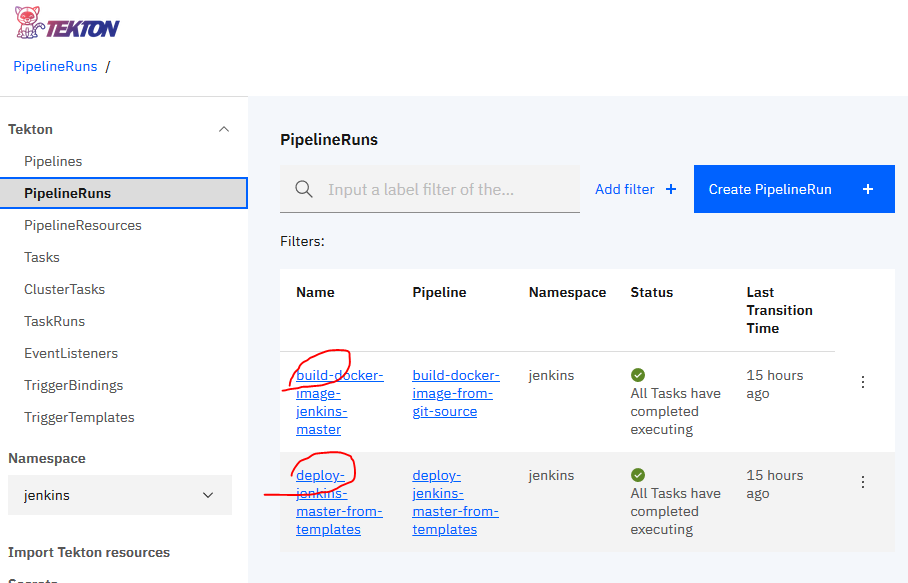 TEKTON
PipelineRuns /
Tekton
Pipelines
PipelineRuns
PipelineResources
Tasks
ClusterTasks
TaskRuns
EventListeners
TriggerBindings
TriggerTemplates
Namespace
jenkins
Import Tekton resources
Secrets
PipelineRuns
Input a label filter of the...
Add filter +
Create PipelineRun +
Filters:
Name
Pipeline
Namespace
Status
Last
Transition
Time
build-docker-
image-
jenkins-
master
build-docker-
image-from-
git-source
jenkins
All Tasks have
completed
executing
15 hours
ago
deploy-
jenkins-
master-from-
templates
deploy-
jenkins-
master-from-
templates
jenkins
All Tasks have
completed
executing
15 hours
ago